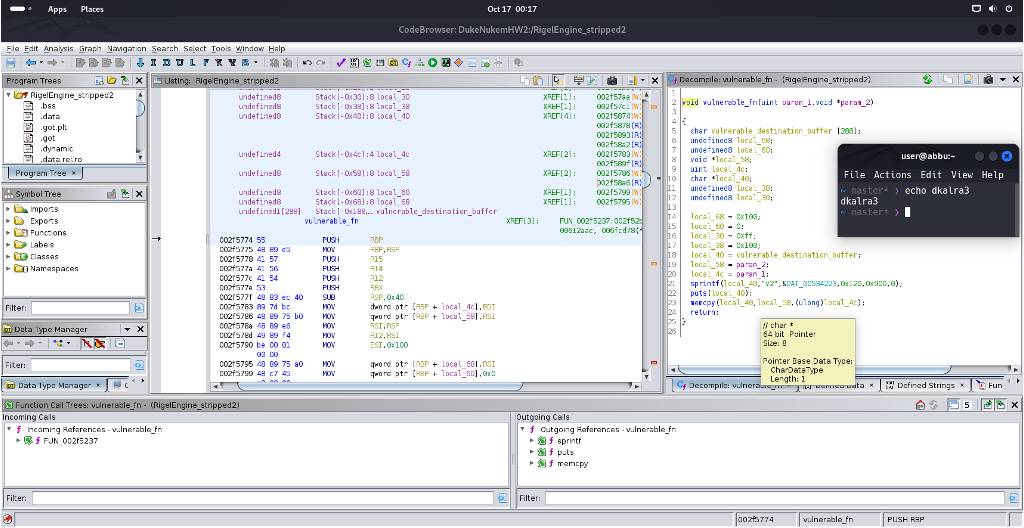 Apps Places
Oct 17 00:17
CodeBrowser: DukeNukemHW2:/RigelEngine_stripped2
File Edit Analysis Graph Navigation Search Select Tools Window Help
Program Trees
RigelEngine_stripped2
.bss
.data
.got.plt
.got
.dynamic
.data.rel.ro
Program Tree ×
Symbol Tree
Imports
Exports
Functions
Labels
Classes
Namespaces
Filter:
Data Type Manager
Filter:
Data Type Manager ×
Listing: RigelEngine_stripped2
undefined8 Stack[-0x30]:8 local_30 XREF[1]: 002f57aa(W)
undefined8 Stack[-0x38]:8 local_38 XREF[1]: 002f57c1(W)
undefined8 Stack[-0x40]:8 local_40 XREF[4]: 002f5874(W)
002f5878(R)
002f5893(R)
002f58a2(R)
undefined4 Stack[-0x4c]:4 local_4c XREF[2]: 002f5783(W)
002f589f(R)
undefined8 Stack[-0x58]:8 local_58 XREF[2]: 002f5786(W)
002f58a6(R)
undefined8 Stack[-0x60]:8 local_60 XREF[1]: 002f5799(W)
undefined8 Stack[-0x68]:8 local_68 XREF[1]: 002f5795(W)
undefined1[288] Stack[-0x188... vulnerable_destination_buffer
vulnerable_fn XREF[3]: FUN_002f5237:002f52
00612aac, 006fcd78(*
002f5774 55 PUSH RBP
002f5775 48 89 e5 MOV RBP,RSP
002f5778 41 57 PUSH R15
002f577a 41 56 PUSH R14
002f577c 41 54 PUSH R12
002f577e 53 PUSH RBX
002f577f 48 83 ec 40 SUB RSP,0x40
002f5783 89 7d bc MOV dword ptr [RBP + local_4c],EDI
002f5786 48 89 75 b0 MOV qword ptr [RBP + local_58],RSI
002f578a 48 89 e6 MOV RSI,RSP
002f578d 49 89 f4 MOV R12,RSI
002f5790 be 00 01 MOV ESI,0x100
00 00
002f5795 48 89 75 a0 MOV qword ptr [RBP + local_68],RSI
002f5799 48 c7 45 MOV qword ptr [RBP + local_60],0x0
Decompile: vulnerable_fn - (RigelEngine_stripped2)
1
2 void vulnerable_fn(uint param_1,void *param_2)
3
4 {
5 char vulnerable_destination_buffer [288];
6 undefined8 local_68;
7 undefined8 local_60;
8 void *local_58;
9 uint local_4c;
10 char *local_40;
11 undefined8 local_38;
12 undefined8 local_30;
13
14 local_68 = 0x100;
15 local_60 = 0;
16 local_30 = 0xff;
17 local_38 = 0x100;
18 local_40 = vulnerable_destination_buffer;
19 local_58 = param_2;
20 local_4c = param_1;
21 sprintf(local_40,"v2",&DAT_00534223,0x120,0x900,0);
22 puts(local_40);
23 memcpy(local_40,local_58,(ulong)local_4c);
24 return;
25 }
26
// char *
64 bit Pointer
Size: 8
Pointer Base Data Type:
CharDataType
Length: 1
user@abbu:~
File Actions Edit View Help
~ master* ❯ echo dkalra3
dkalra3
~ master* ❯
Decompile: vulnerable_
Defined Data ×
Defined Strings ×
Fun
Function Call Trees: vulnerable_fn - (RigelEngine_stripped2)
5
Incoming Calls
Incoming References - vulnerable_fn
FUN_002f5237
Filter:
Outgoing Calls
Outgoing References - vulnerable_fn
sprintf
puts
memcpy
Filter:
002f5774 vulnerable_fn PUSH RBP